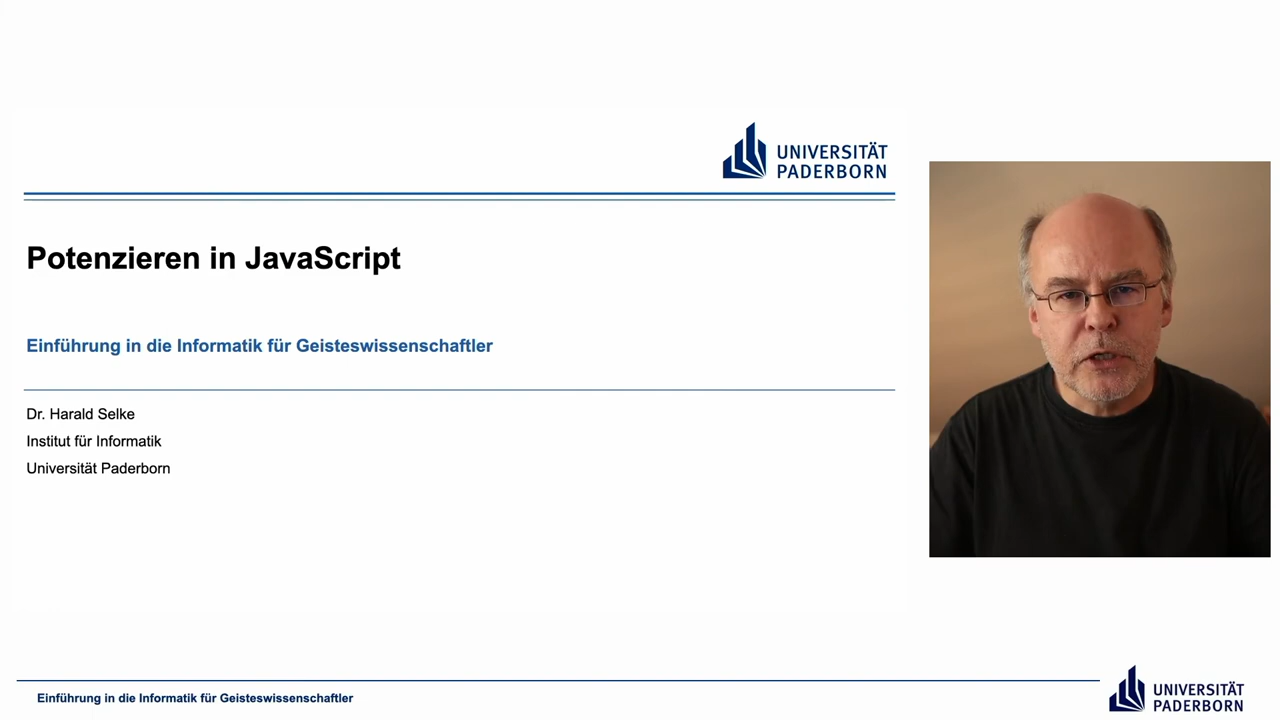 UNIVERSITÄT
PADERBORN
Potenzieren in JavaScript
Einführung in die Informatik für Geisteswissenschaftler
Dr. Harald Selke
Institut für Informatik
Universität Paderborn
Einführung in die Informatik für Geisteswissenschaftler
UNIVERSITÄT
PADERBORN